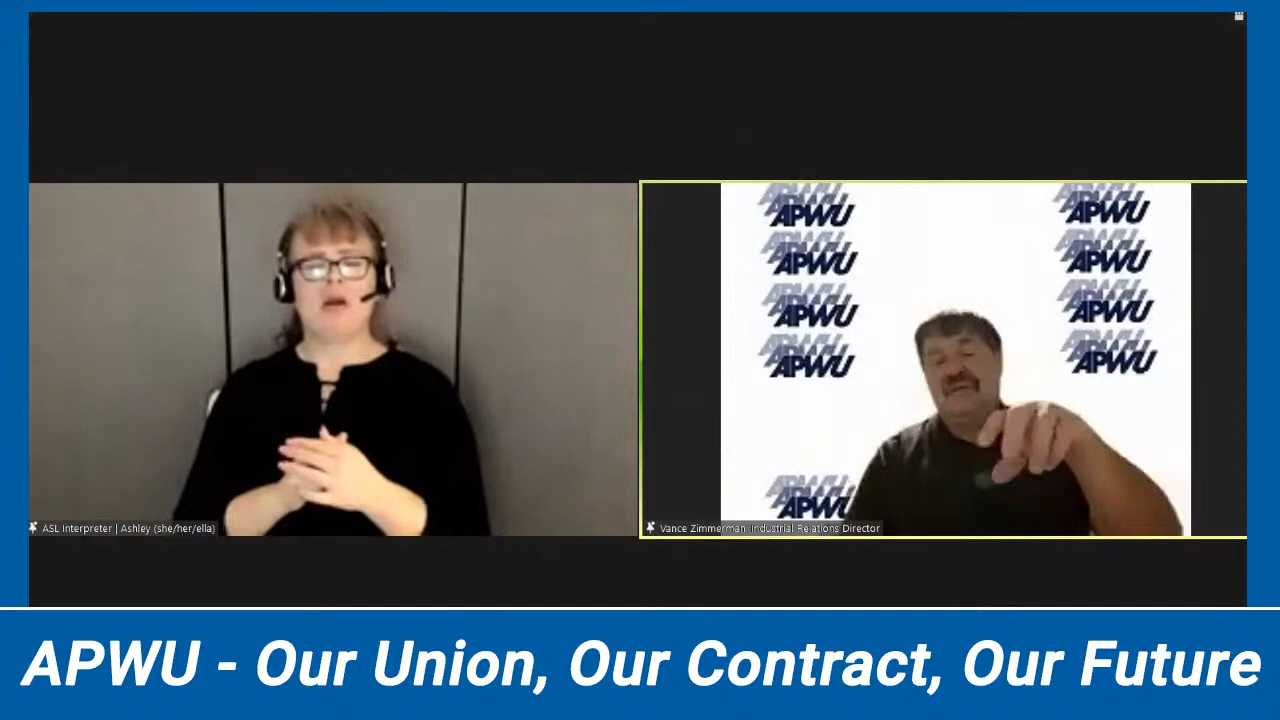 APWU APWU
APWU APWU
APWU APWU
APWU APWU
APWU
ASL Interpreter | Ashley (she/her/ella)
Vance Zimmerman Industrial Relations Director
APWU - Our Union, Our Contract, Our Future